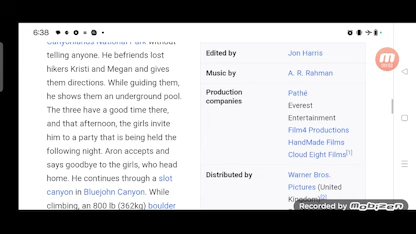 6:38
Canyonlands National Park without
telling anyone. He befriends lost
hikers Kristi and Megan and gives
them directions. While guiding them,
he shows them an underground pool.
The three have a good time there,
and that afternoon, the girls invite
him to a party that is being held the
following night. Aron accepts and
says goodbye to the girls, who head
home. He continues through a slot
canyon in Bluejohn Canyon. While
climbing, an 800 lb (362kg) boulder
Edited by Jon Harris
Music by A. R. Rahman
Production companies
Pathé
Everest
Entertainment
Film4 Productions
HandMade Films
Cloud Eight Films[1]
Distributed by Warner Bros.
Pictures (United
Kingdom)[2]
Recorded by Mobizen